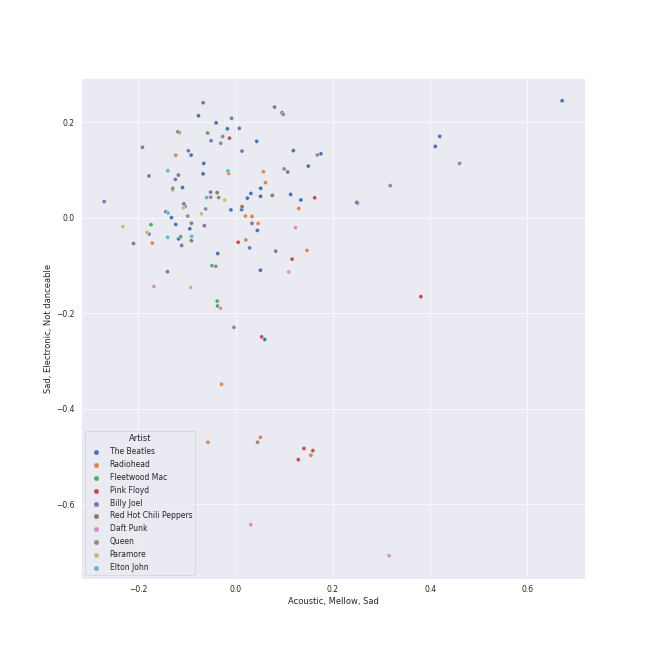 Sad, Electronic, Not danceable
0.2
0.0
−0.2
−0.4
−0.6
Artist
The Beatles
Radiohead
Fleetwood Mac
Pink Floyd
Billy Joel
Red Hot Chili Peppers
Daft Punk
Queen
Paramore
Elton John
−0.2 0.0 0.2 0.4 0.6
Acoustic, Mellow, Sad